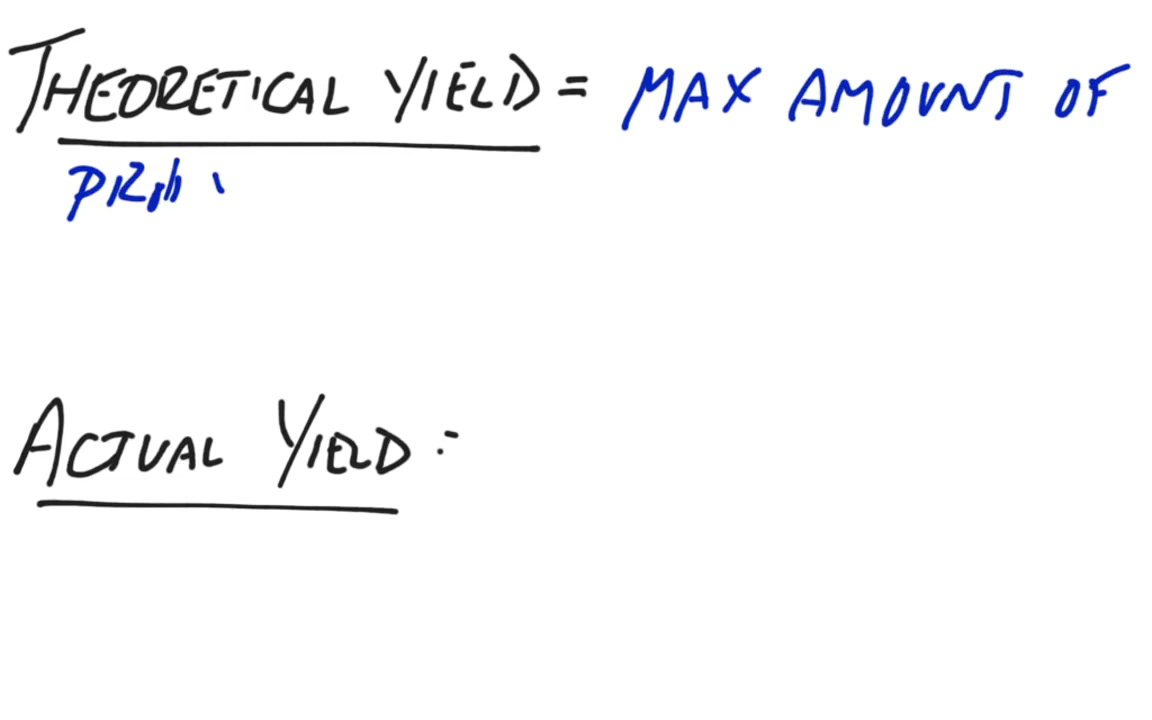 THEORETICAL YIELD = MAX AMOUNT OF
ACTUAL YIELD :